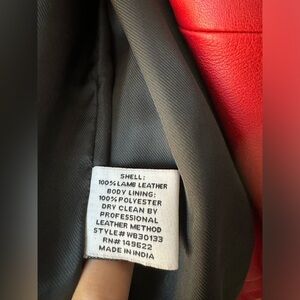 SHELL:
100% LAMB LEATHER
BODY LINING:
100% POLYESTER
DRY CLEAN BY
PROFESSIONAL
LEATHER METHOD
STYLE# WB30133
RN# 149622
MADE IN INDIA